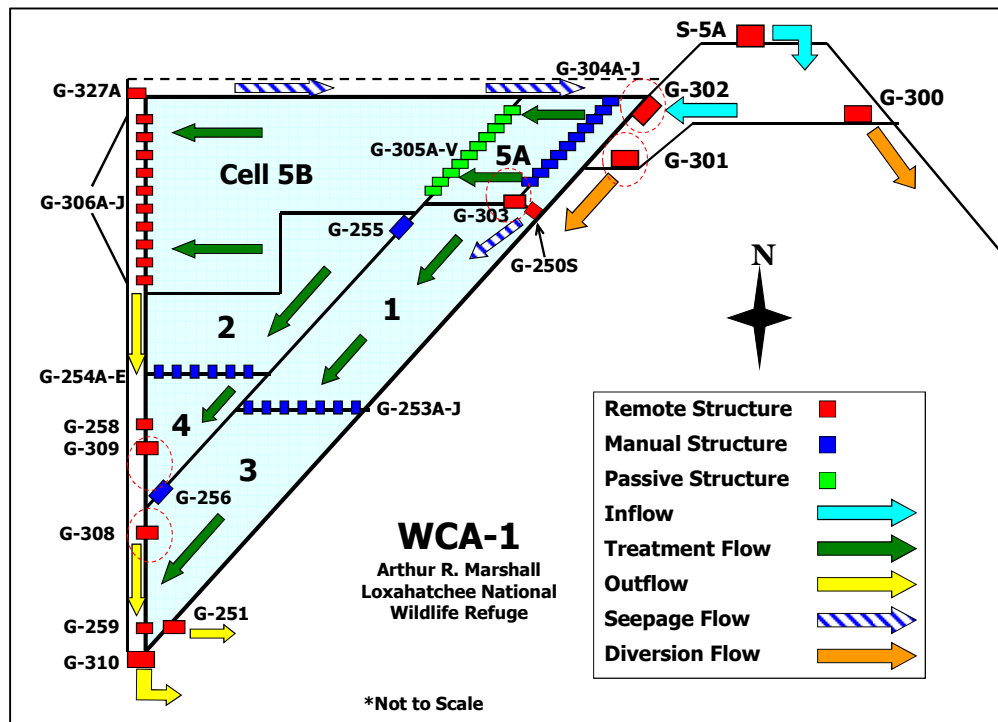 S-5A
G-304A-J
G-327A
G-302
G-300
G-305A-V
5A
G-301
Cell 5B
G-306A-J
G-303
G-255
G-250S
N
1
2
G-254A-E
G-253A-J
4
G-258
G-309
3
G-256
G-308
WCA-1
Arthur R. Marshall
Loxahatchee National
Wildlife Refuge
G-251
G-259
G-310
*Not to Scale
Remote Structure
Manual Structure
Passive Structure
Inflow
Treatment Flow
Outflow
Seepage Flow
Diversion Flow